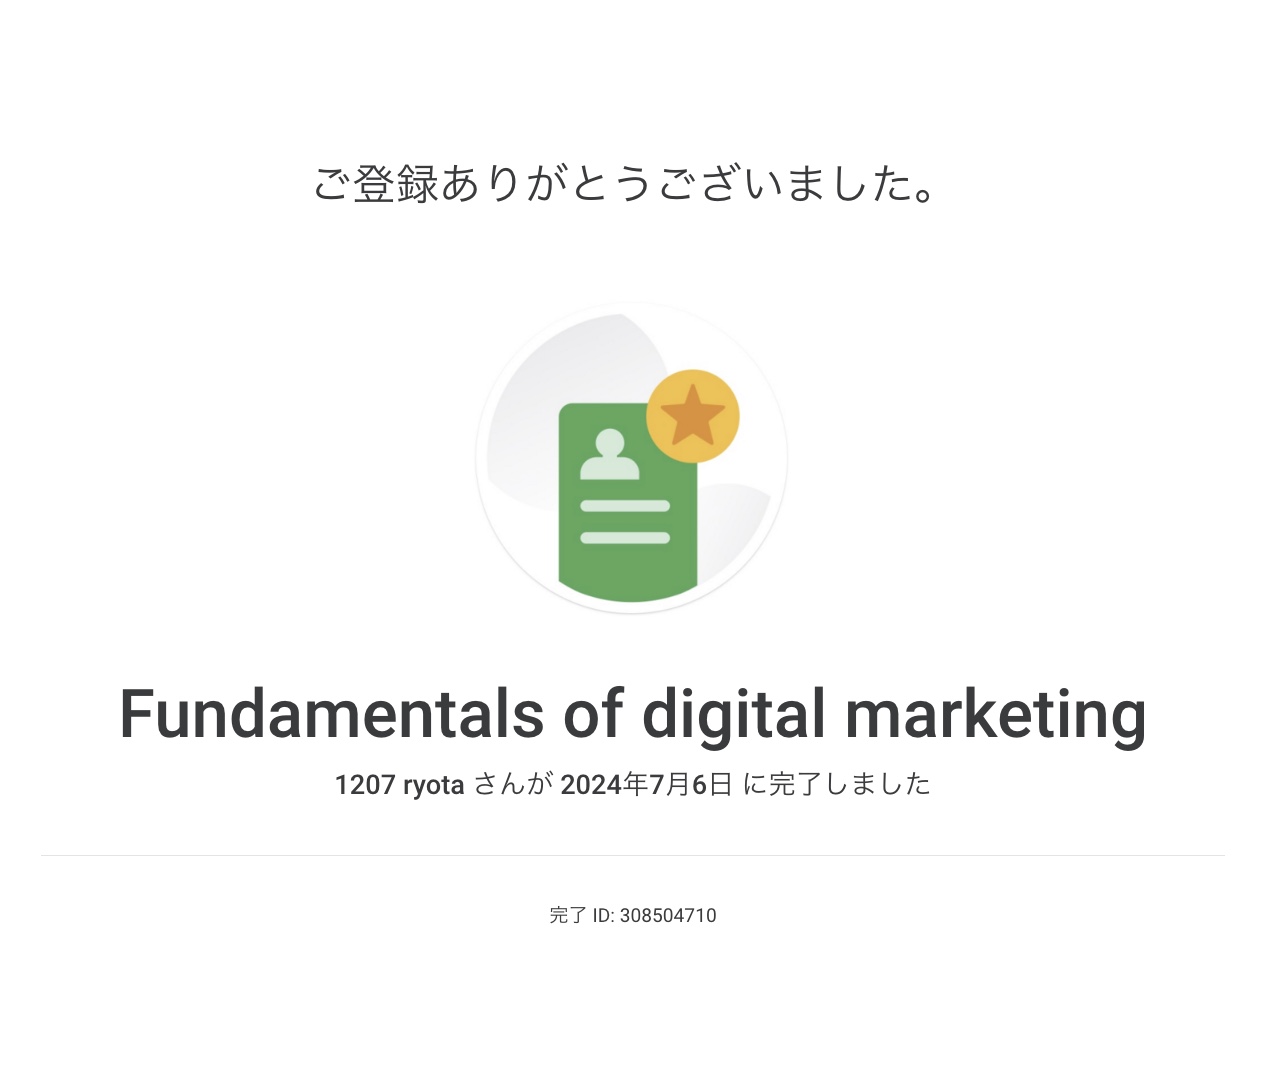 ご登録ありがとうございました。
Fundamentals of digital marketing
1207 ryota さんが 2024年7月6日 に完了しました
完了 ID: 308504710